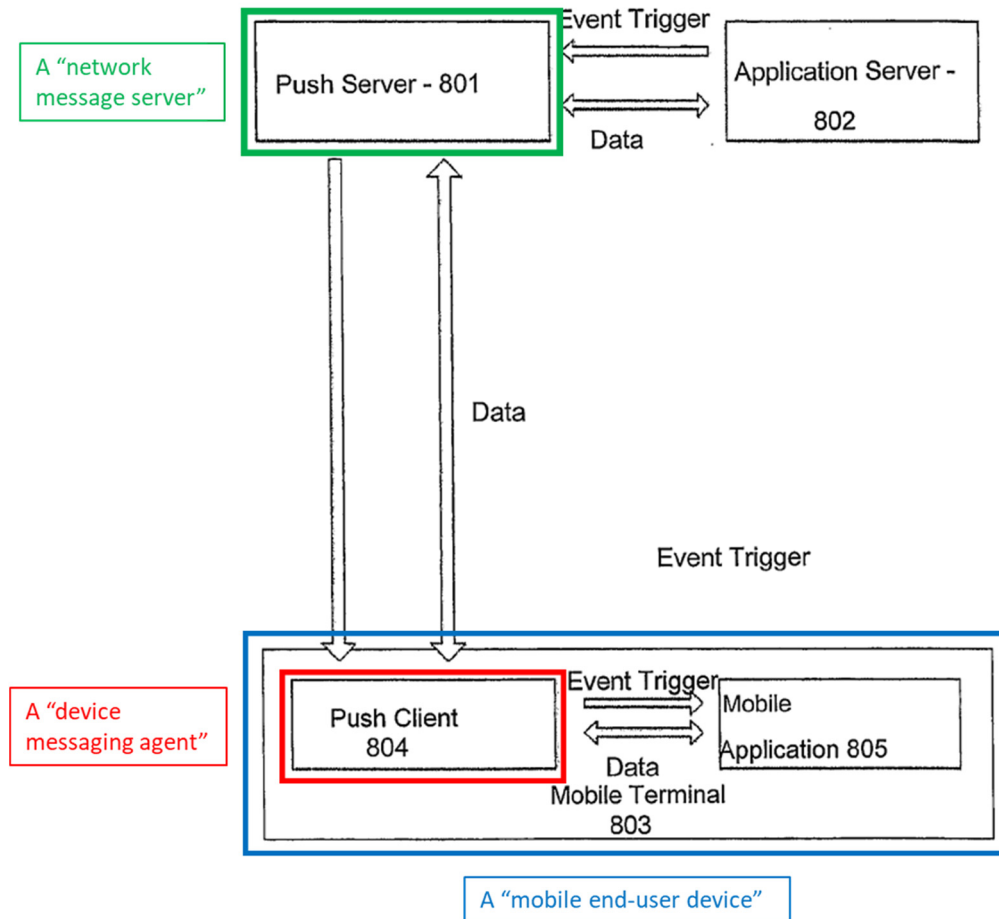 Event Trigger
A “network
message server”
Push Server - 801
Application Server -
802
Data
Data
Event Trigger
A “device
messaging agent”
Push Client
804
Event Trigger
Data
Mobile
Application 805
Mobile Terminal
803
A “mobile end-user device”